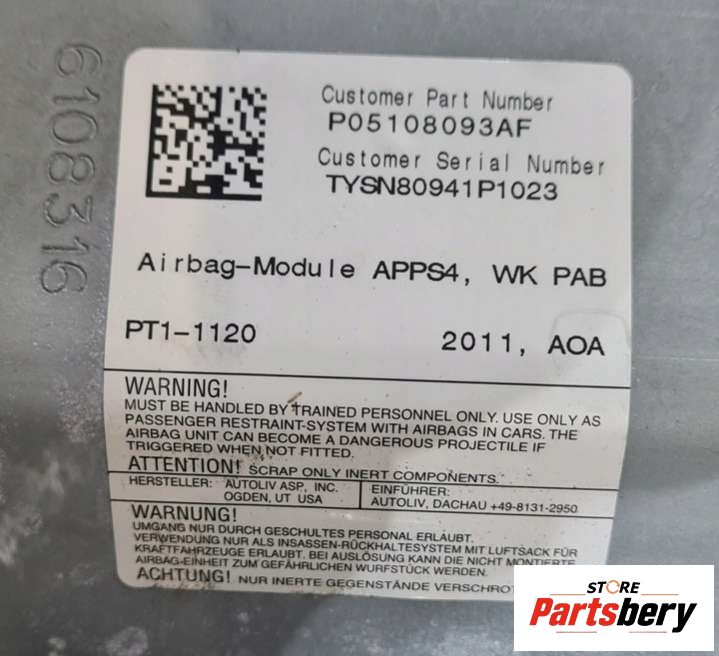 6108316
Customer Part Number
P05108093AF
Customer Serial Number
TYSN80941P1023
Airbag-Module APPS4, WK PAB
PT1-1120 2011, AOA
WARNING!
MUST BE HANDLED BY TRAINED PERSONNEL ONLY. USE ONLY AS
PASSENGER RESTRAINT-SYSTEM WITH AIRBAGS IN CARS. THE
AIRBAG UNIT CAN BECOME A DANGEROUS PROJECTILE IF
TRIGGERED WHEN NOT FITTED.
ATTENTION! SCRAP ONLY INERT COMPONENTS.
HERSTELLER: AUTOLIV ASP, INC.
OGDEN, UT USA
EINFÜHRER:
AUTOLIV, DACHAU +49-8131-2950
WARNUNG!
UMGANG NUR DURCH GESCHULTES PERSONAL ERLAUBT.
VERWENDUNG NUR ALS INSASSEN-RÜCKHALTESYSTEM MIT LUFTSACK FÜR
KRAFTFAHRZEUGE ERLAUBT. BEI AUSLÖSUNG KANN DIE NICHT MONTIERTE
AIRBAG-EINHEIT ZUM GEFÄHRLICHEN WURFSTÜCK WERDEN.
ACHTUNG! NUR INERTE GEGENSTÄNDE VERSCHROT
STORE
Partsbery